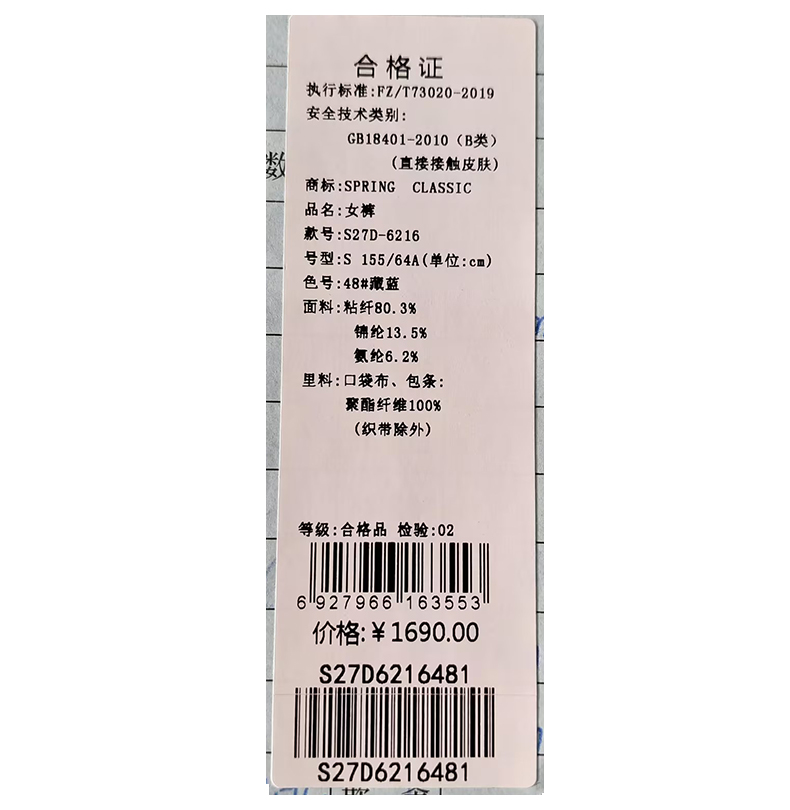 合格证
执行标准:FZ/T73020-2019
安全技术类别:
GB18401-2010（B类）
(直接接触皮肤)
商标:SPRING CLASSIC
品名:女裤
款号:S27D-6216
号型:S 155/64A(单位:cm)
色号:48#藏蓝
面料:粘纤80.3%
锦纶13.5%
氨纶6.2%
里料:口袋布、包条:
聚酯纤维100%
(织带除外)
等级:合格品 检验:02
6 927966 163553
价格:￥1690.00
S27D6216481
S27D6216481
数